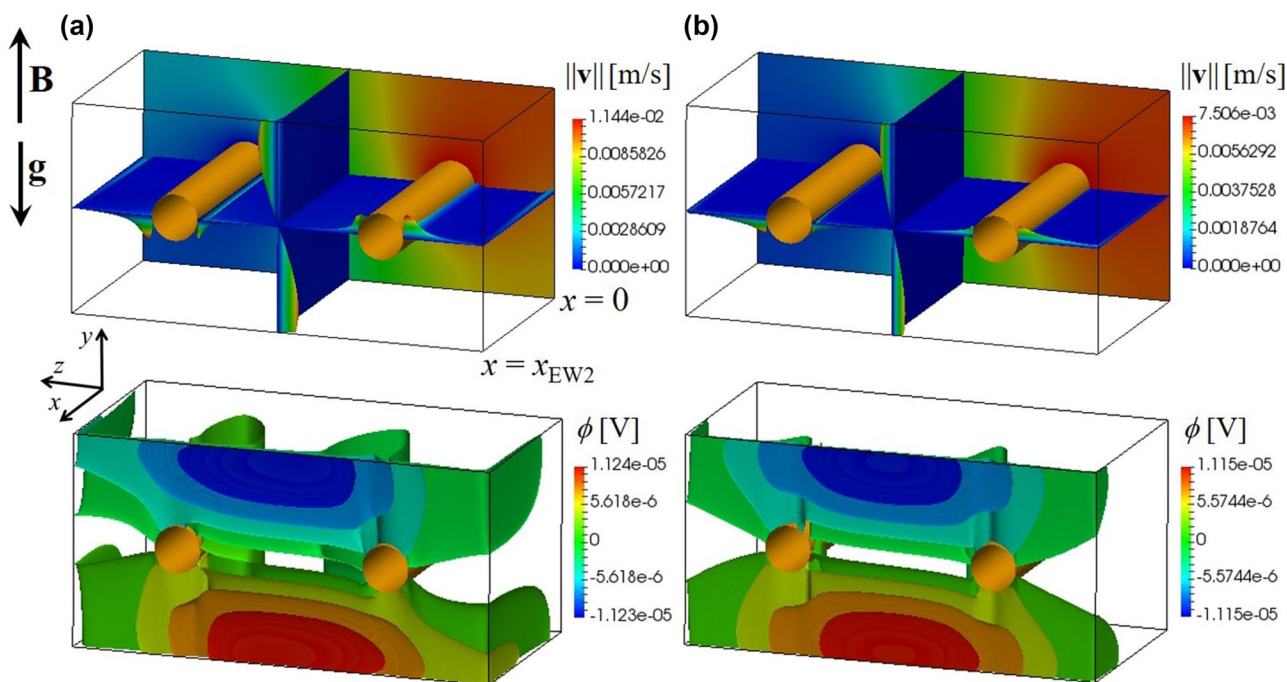 (a)
(b)
B
g
||v|| [m/s]
1.144e-02
0.0085826
0.0057217
0.0028609
0.000e+00
x = 0
x = xEW2
||v|| [m/s]
7.506e-03
0.0056292
0.0037528
0.0018764
0.000e+00
y
z
x
ϕ [V]
1.124e-05
5.618e-6
0
-5.618e-6
-1.123e-05
ϕ [V]
1.115e-05
5.5744e-6
0
-5.5744e-6
-1.115e-05